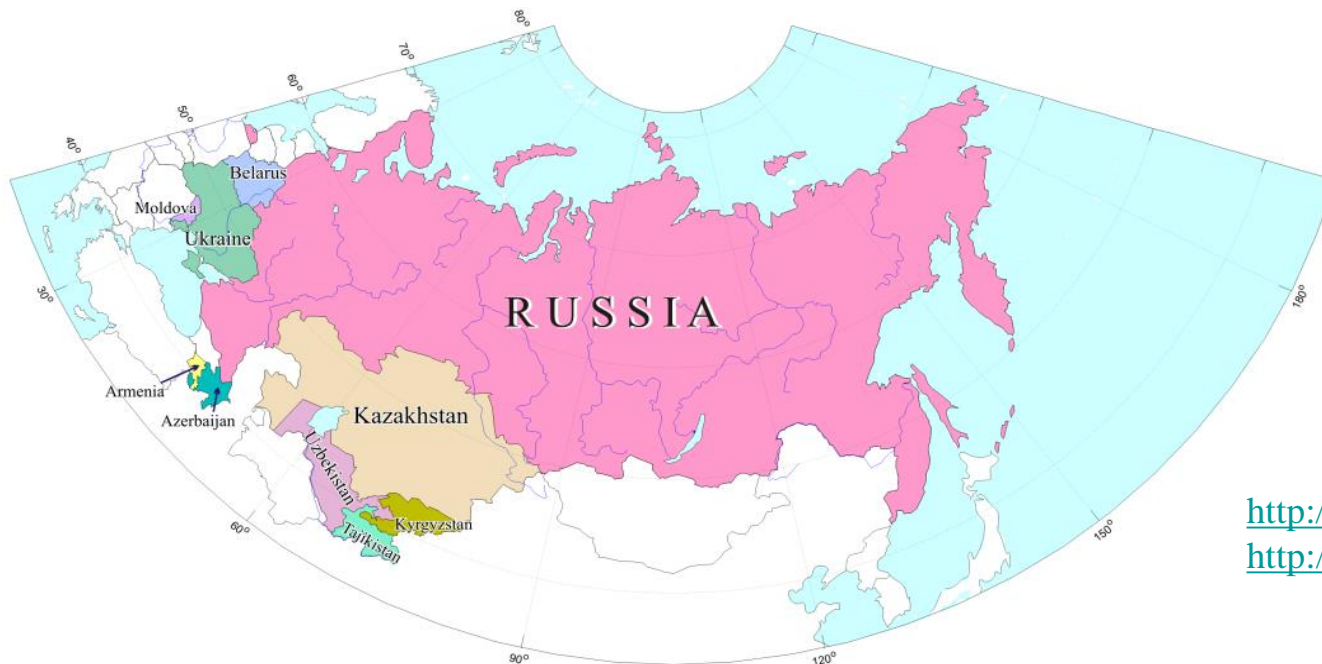 80°
70°
60°
50°
40°
30°
Belarus
Moldova
Ukraine
RUSSIA
180°
Armenia
Azerbaijan
Kazakhstan
Uzbekistan
Kyrgyzstan
Tajikistan
60°
90°
120°
150°
http:/
http:/